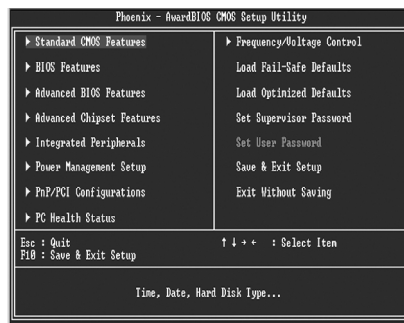 Phoenix - AwardBIOS CMOS Setup Utility
▶ Standard CMOS Features
▶ BIOS Features
▶ Advanced BIOS Features
▶ Advanced Chipset Features
▶ Integrated Peripherals
▶ Power Management Setup
▶ PnP/PCI Configurations
▶ PC Health Status
▶ Frequency/Voltage Control
Load Fail-Safe Defaults
Load Optimized Defaults
Set Supervisor Password
Set User Password
Save & Exit Setup
Exit Without Saving
Esc : Quit
F10 : Save & Exit Setup
↑ ↓ → ← : Select Item
Time, Date, Hard Disk Type...